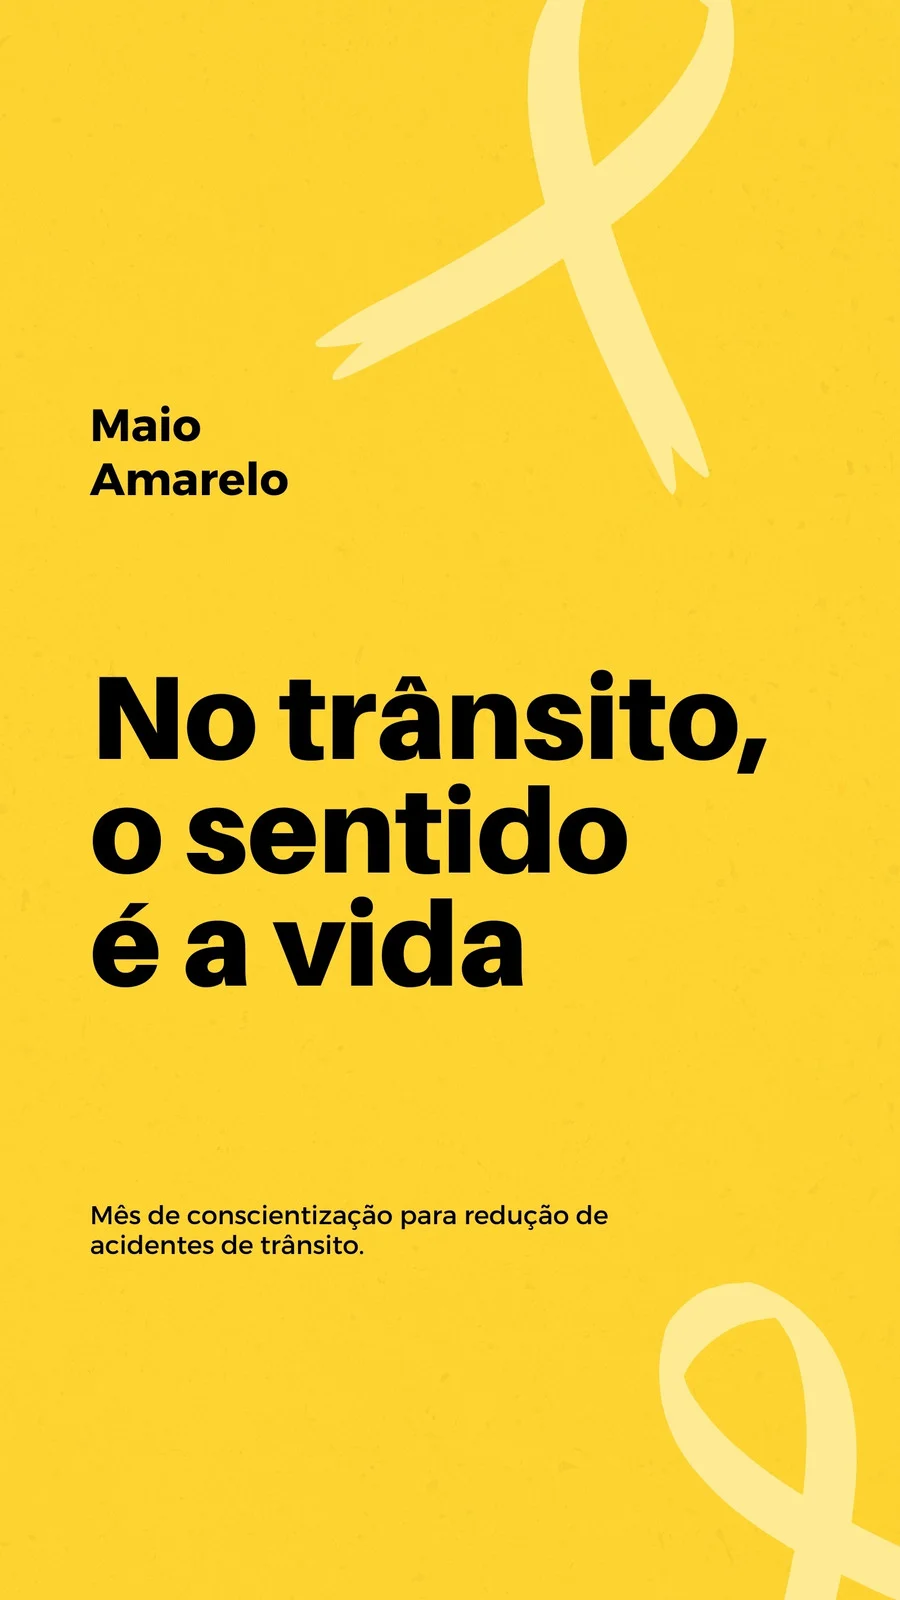 Maio
Amarelo
No trânsito,
o sentido
é a vida
Mês de conscientização para redução de
acidentes de trânsito.